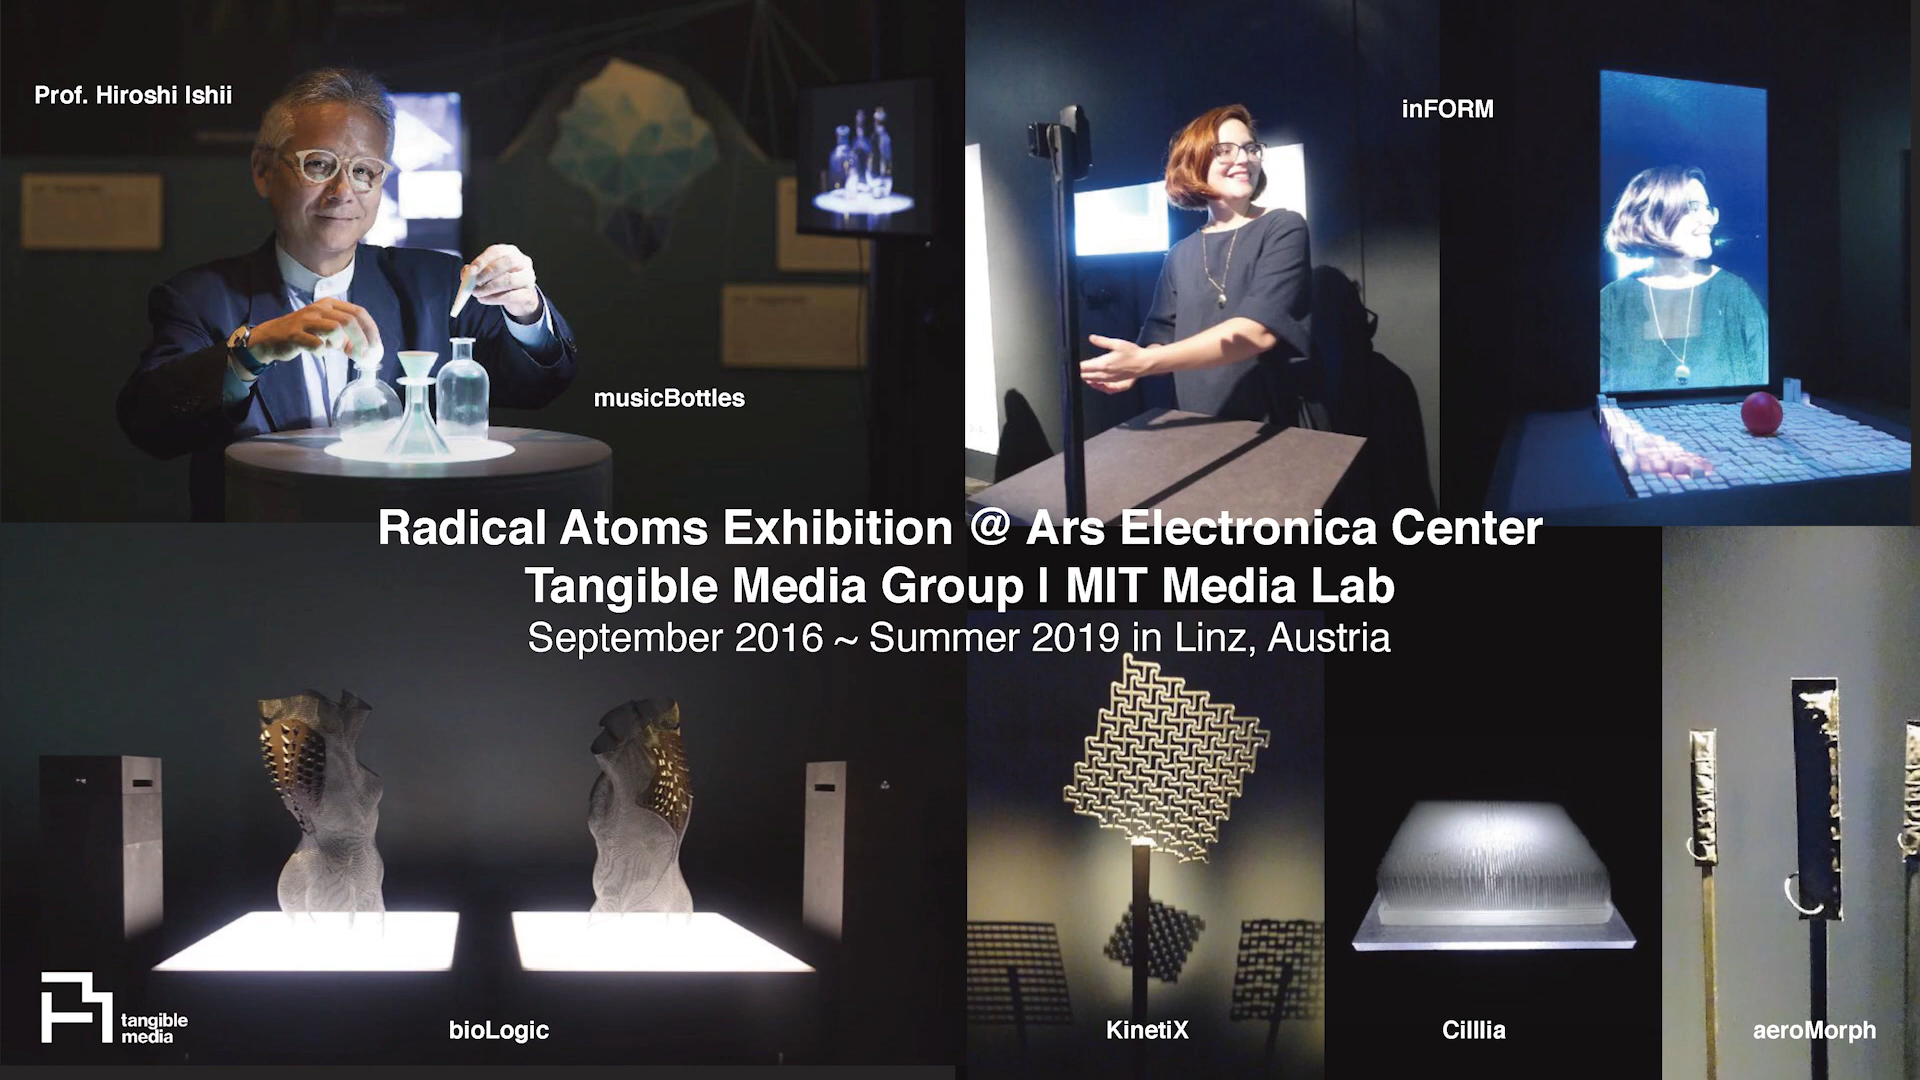 Prof. Hiroshi Ishii
inFORM
musicBottles
Radical Atoms Exhibition @ Ars Electronica Center
Tangible Media Group | MIT Media Lab
September 2016 ~ Summer 2019 in Linz, Austria
tangible
media
bioLogic
KinetiX
Cilllia
aeroMorph